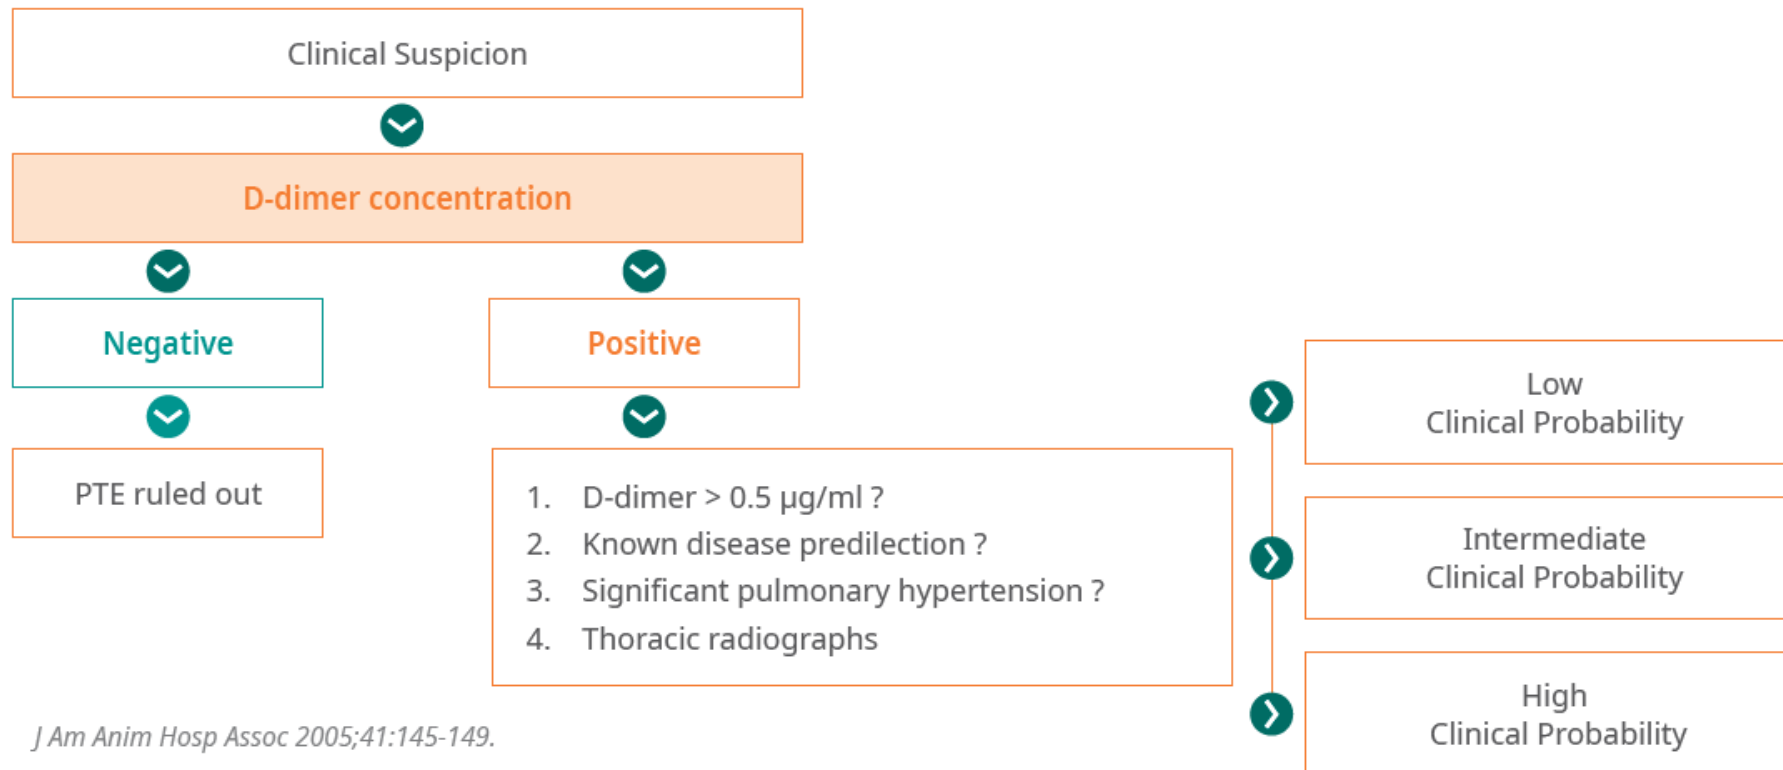 Clinical Suspicion
D-dimer concentration
Negative
Positive
PTE ruled out
1. D-dimer > 0.5 µg/ml ?
2. Known disease predilection ?
3. Significant pulmonary hypertension ?
4. Thoracic radiographs
Low
Clinical Probability
Intermediate
Clinical Probability
High
Clinical Probability
J Am Anim Hosp Assoc 2005;41:145-149.